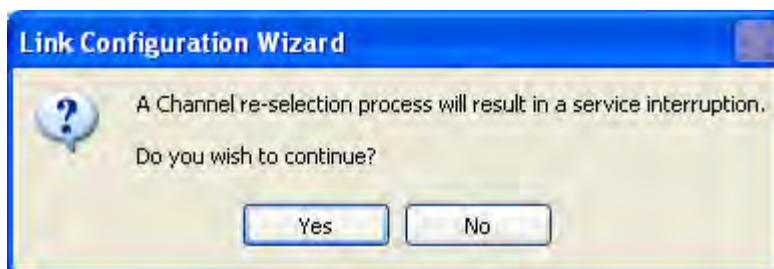 Link Configuration Wizard
A Channel re-selection process will result in a service interruption.
Do you wish to continue?
Yes
No